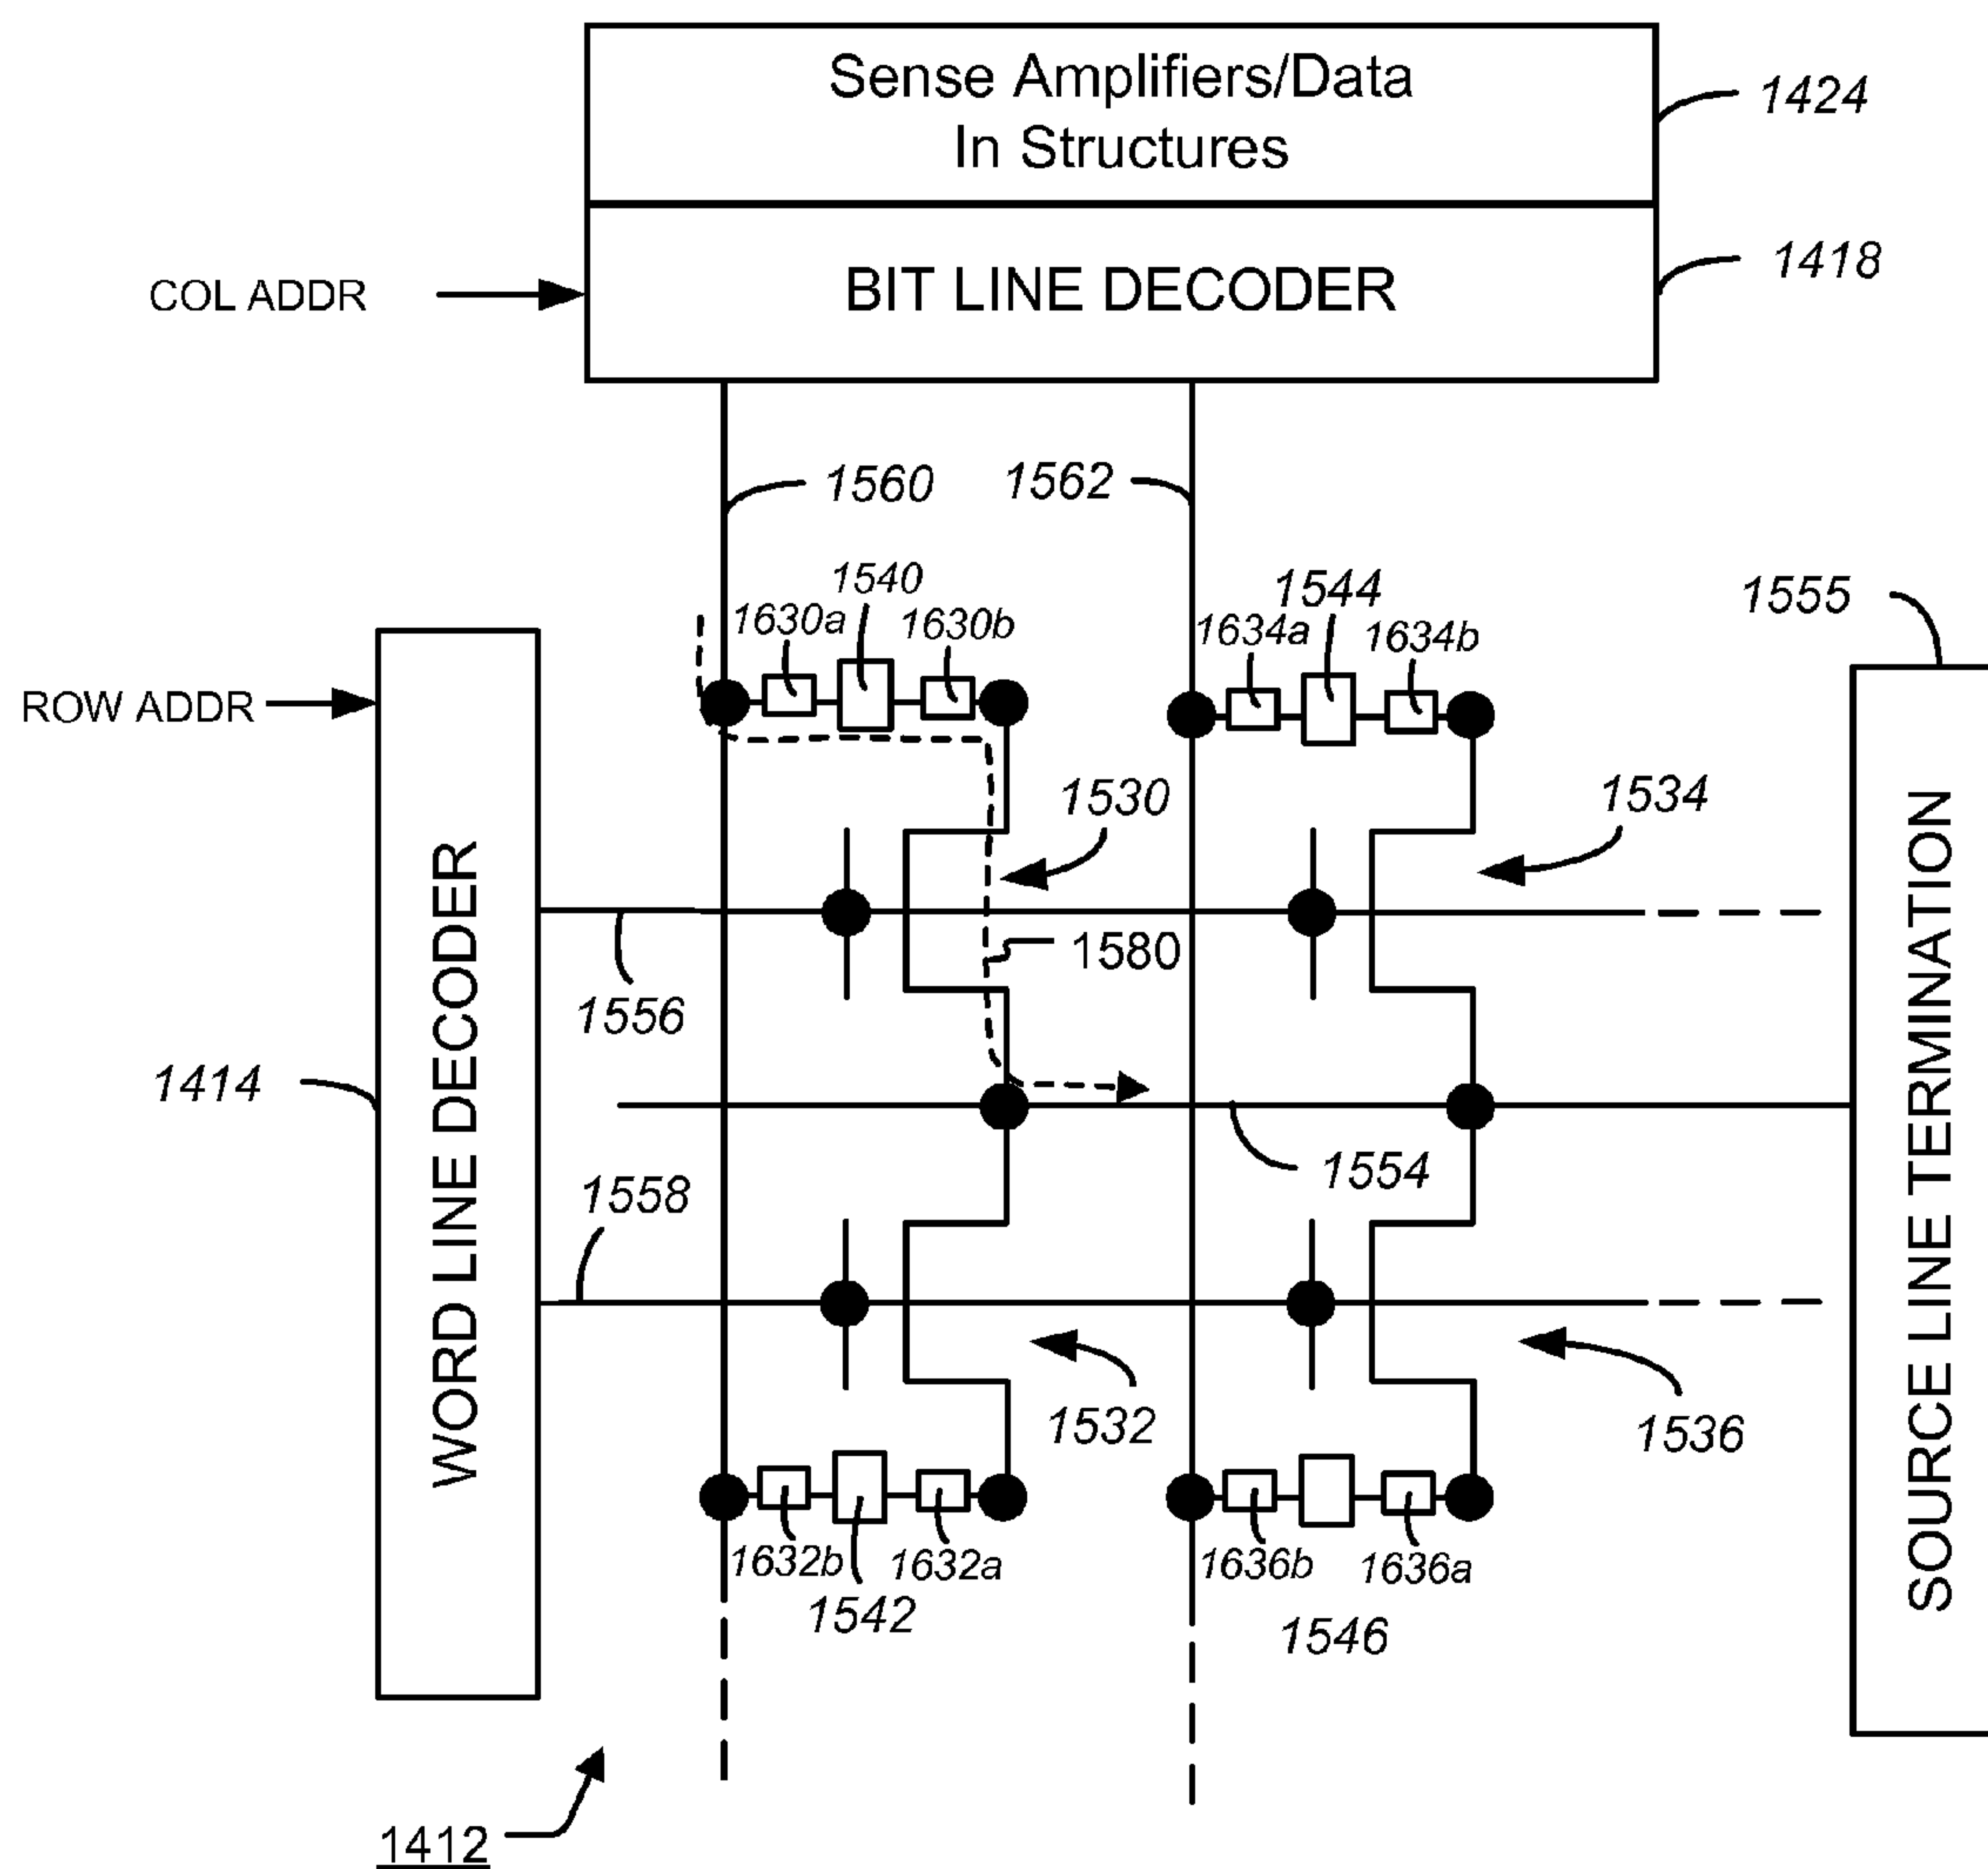 Sense Amplifiers/Data
In Structures
1424
BIT LINE DECODER
1418
COL ADDR
1560
1562
1540
1544
1555
1630a
1630b
1634a
1634b
ROW ADDR
1530
1534
WORD LINE DECODER
SOURCE LINE TERMINATION
1580
1556
1414
1554
1558
1532
1536
1632b
1632a
1636b
1636a
1542
1546
1412